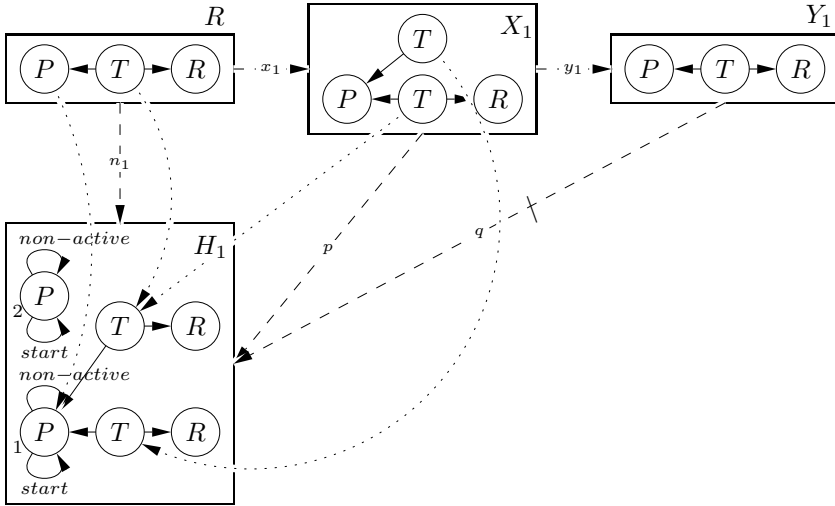 R X₁ Y₁
T
P T R x₁ y₁ P T R
P T R
n₁
q
p
non−active H₁
P
2
T R
start
non−active
P T R
1
start